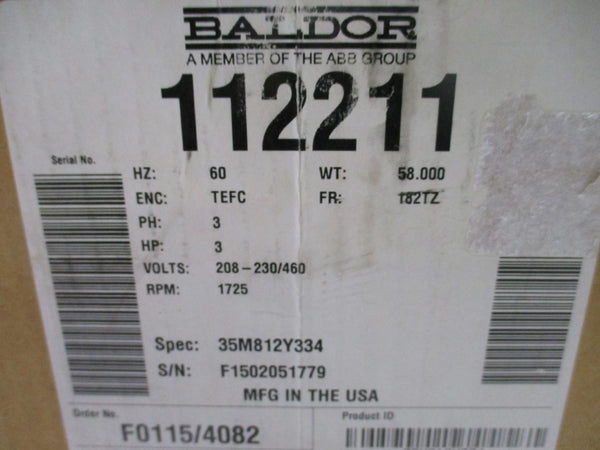 BALDOR
A MEMBER OF THE ABB GROUP
112211
Serial No.
HZ: 60 WT: 58.000
ENC: TEFC FR: 182TZ
PH: 3
HP: 3
VOLTS: 208-230/460
RPM: 1725
Spec: 35M812Y334
S/N: F1502051779
MFG IN THE USA
Order No. Product ID
F0115/4082